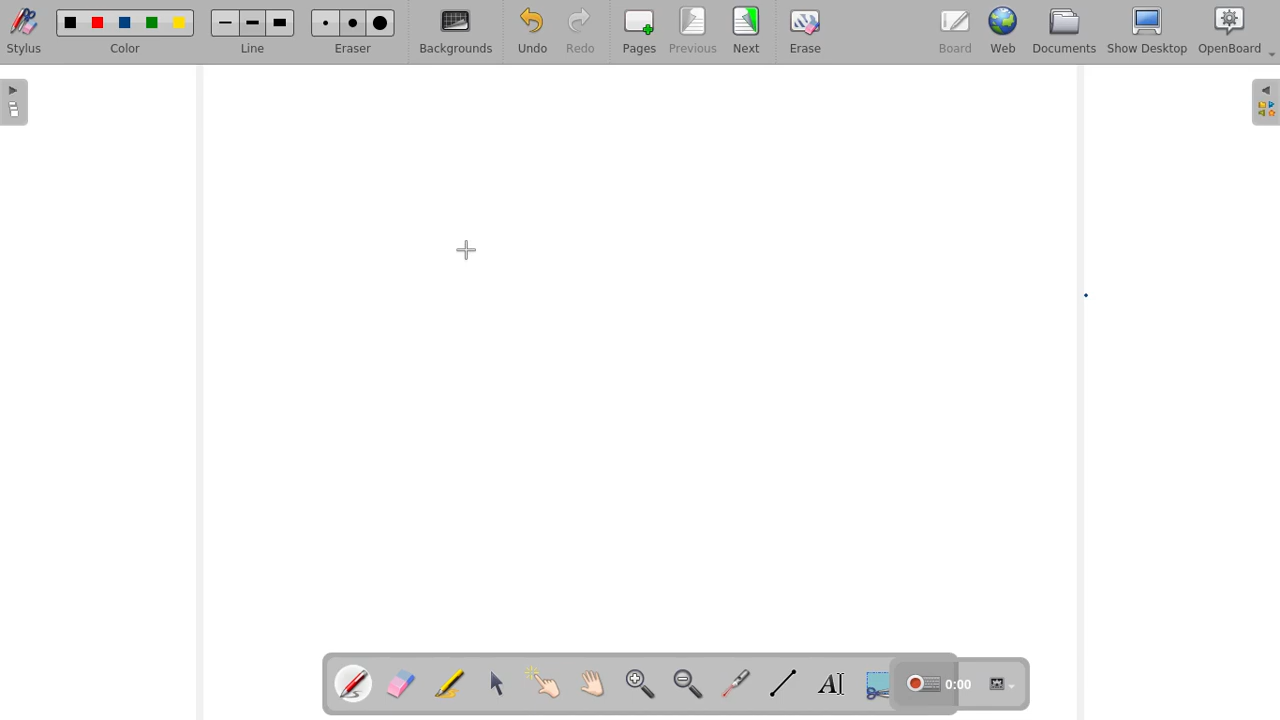 Stylus
Color
Line
Eraser
Backgrounds
Undo
Redo
Pages
Previous
Next
Erase
Board
Web
Documents
Show Desktop
OpenBoard
AI
0:00